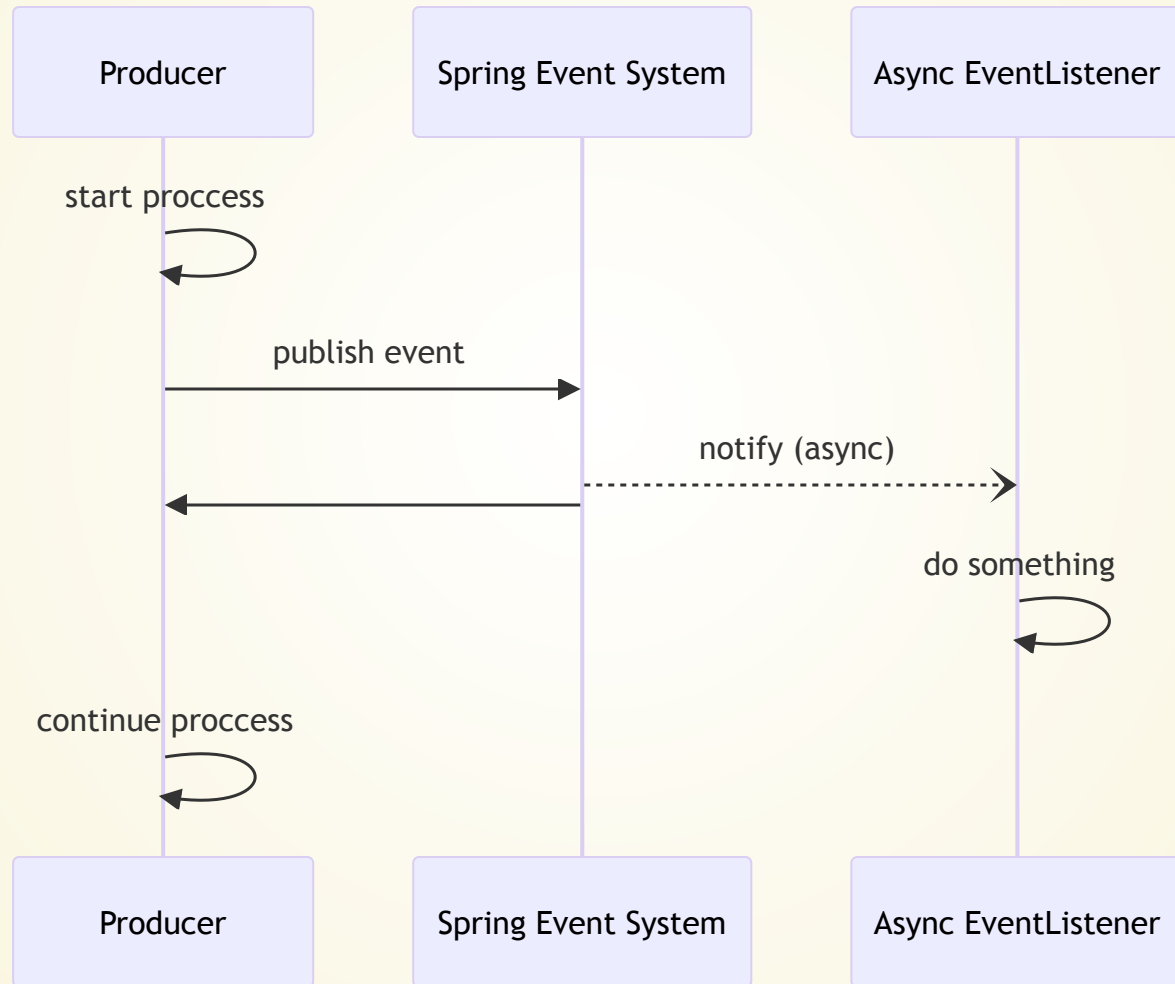 Producer
Spring Event System
Async EventListener
start proccess
publish event
notify (async)
do something
continue proccess
Producer
Spring Event System
Async EventListener